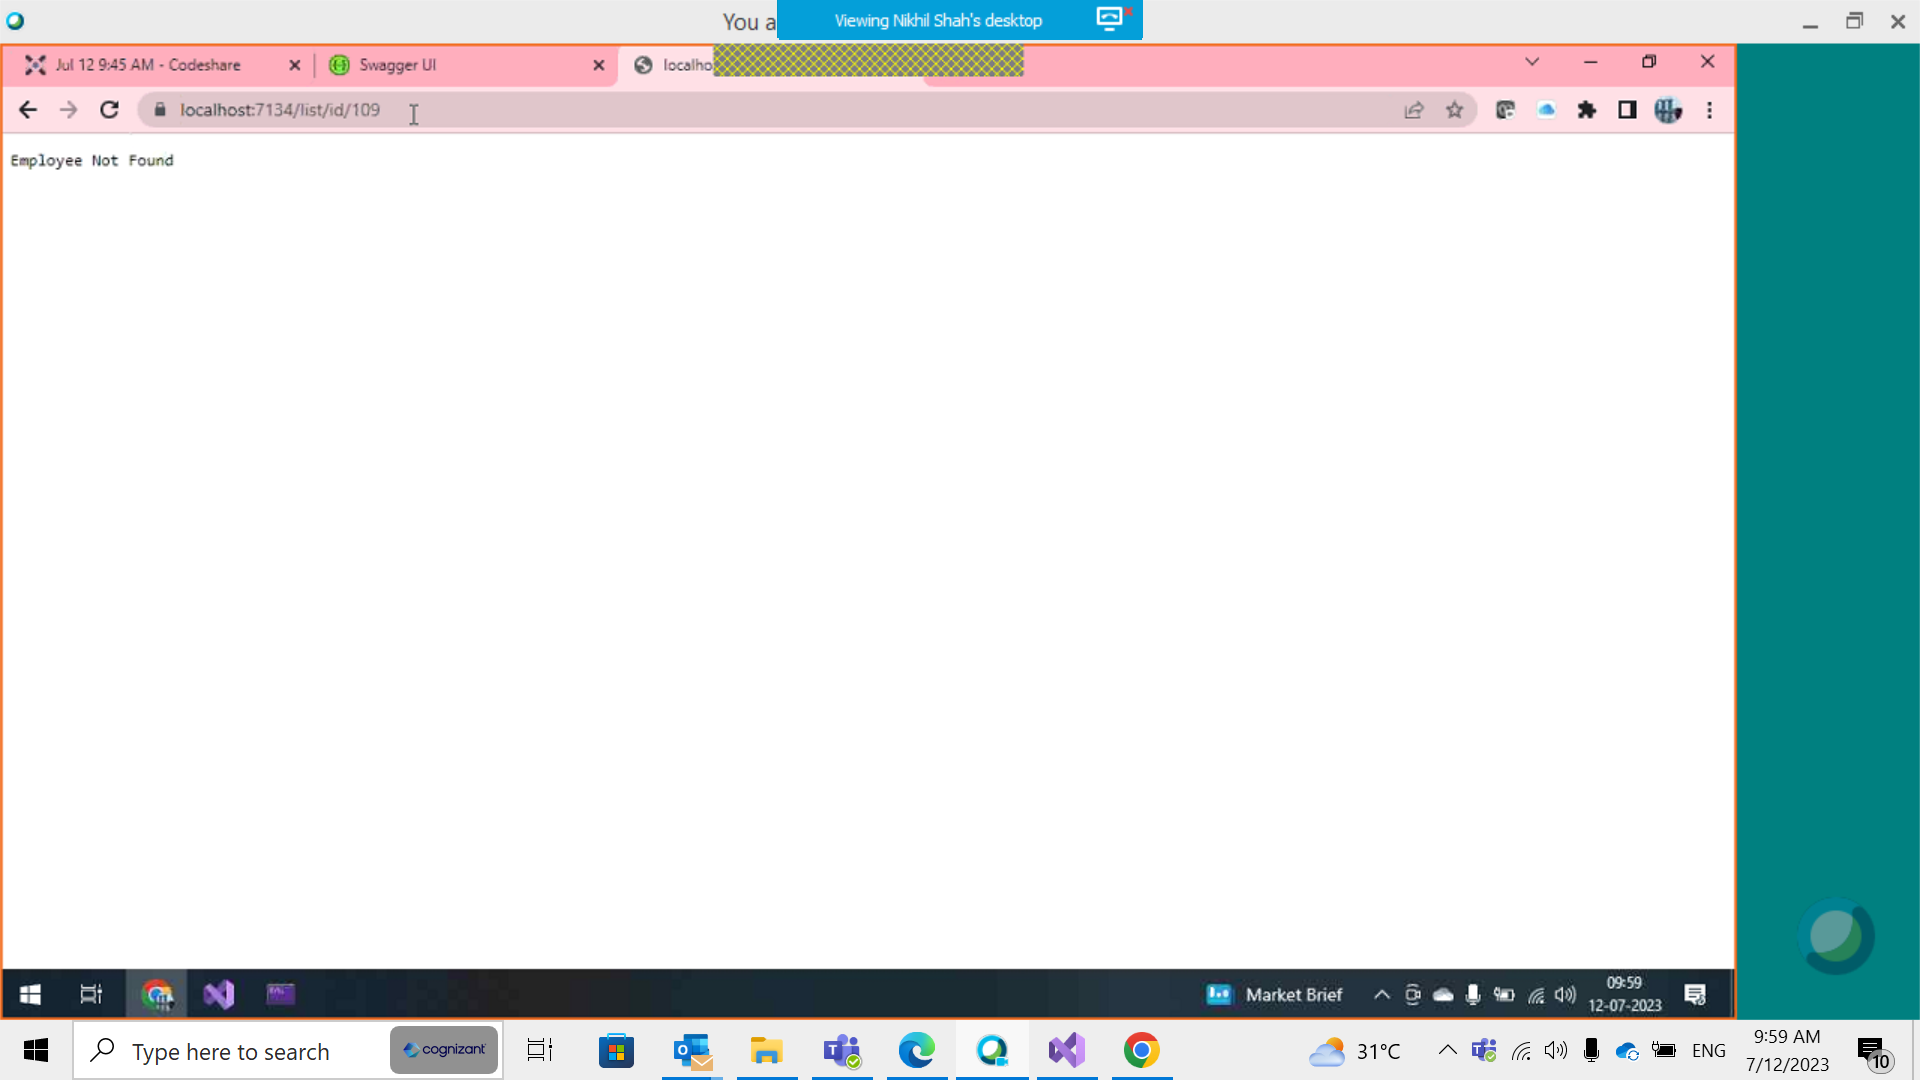 You a
Viewing Nikhil Shah's desktop
Jul 12 9:45 AM - Codeshare
Swagger UI
localho
localhost:7134/list/id/109
Employee Not Found
Market Brief
09:59
12-07-2023
Type here to search
cognizant
31°C
ENG
9:59 AM
7/12/2023
10